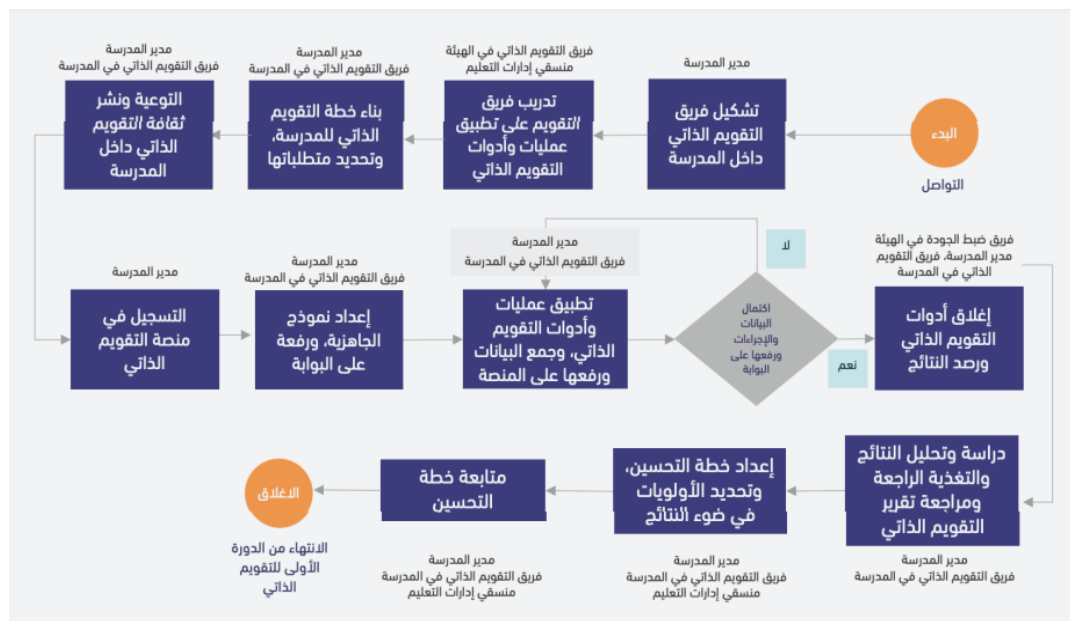 البدء
التواصل
مدير المدرسة
تشكيل فريق
التقويم الذاتي
داخل المدرسة
فريق التقويم الذاتي في الهيئة
منسقي إدارات التعليم
تدريب فريق
التقويم على تطبيق
عمليات وأدوات
التقويم الذاتي
مدير المدرسة
فريق التقويم الذاتي في المدرسة
بناء خطة التقويم
الذاتي للمدرسة،
وتحديد متطلباتها
مدير المدرسة
فريق التقويم الذاتي في المدرسة
التوعية ونشر
ثقافة التقويم
الذاتي داخل
المدرسة
مدير المدرسة
التسجيل في
منصة التقويم
الذاتي
مدير المدرسة
فريق التقويم الذاتي في المدرسة
إعداد نموذج
الجاهزية، ورفعة
على البوابة
مدير المدرسة
فريق التقويم الذاتي في المدرسة
تطبيق عمليات
وأدوات التقويم
الذاتي، وجمع البيانات
ورفعها على المنصة
اكتمال
البيانات
والإجراءات
ورفعها على
البوابة
لا
نعم
فريق ضبط الجودة في الهيئة
مدير المدرسة، فريق التقويم
الذاتي في المدرسة
إغلاق أدوات
التقويم الذاتي
ورصد النتائج
دراسة وتحليل النتائج
والتغذية الراجعة
ومراجعة تقرير
التقويم الذاتي
مدير المدرسة
فريق التقويم الذاتي في المدرسة
إعداد خطة التحسين،
وتحديد الأولويات
في ضوء النتائج
مدير المدرسة
فريق التقويم الذاتي في المدرسة
منسقي إدارات التعليم
متابعة خطة
التحسين
مدير المدرسة
فريق التقويم الذاتي في المدرسة
منسقي إدارات التعليم
الاغلاق
الانتهاء من الدورة
الأولى للتقويم
الذاتي